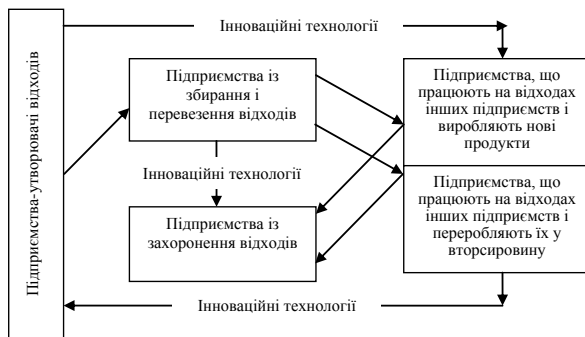 Інноваційні технології
Підприємства-утворювачі відходів
Підприємства із
збирання і
перевезення відходів
Підприємства, що
працюють на відходах
інших підприємств і
виробляють нові
продукти
Інноваційні технології
Підприємства із
захоронення відходів
Підприємства, що
працюють на відходах
інших підприємств і
переробляють їх у
вторсировину
Інноваційні технології